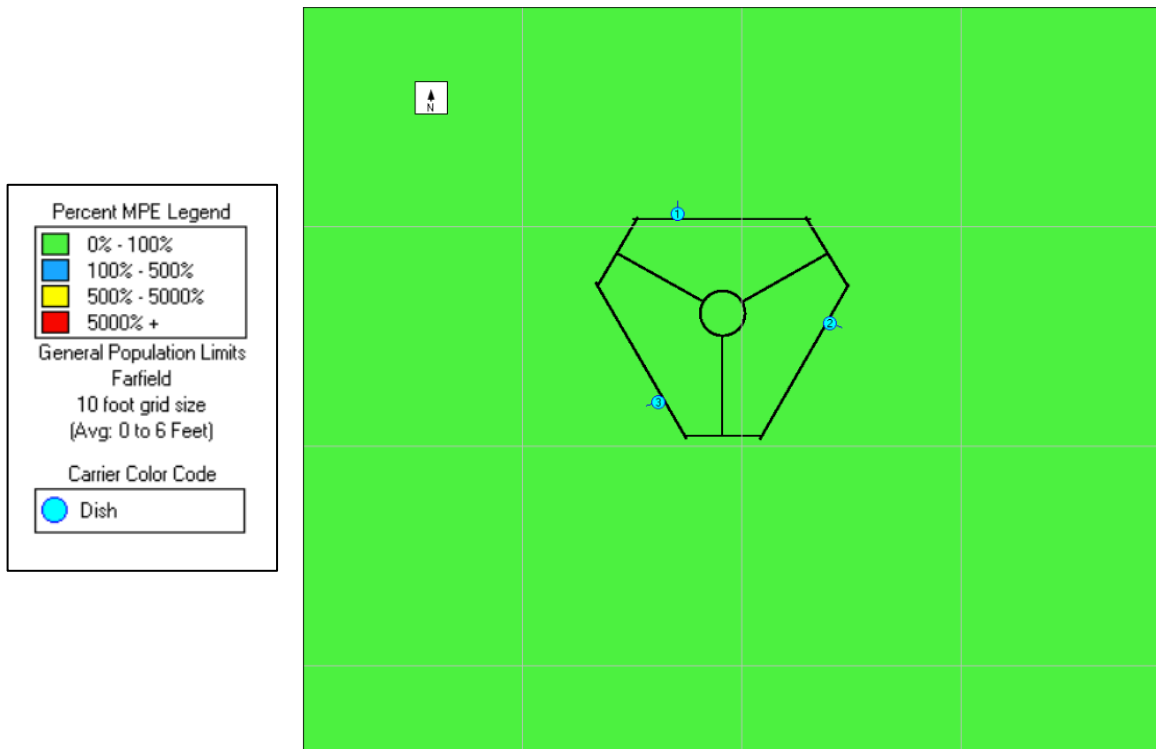 Percent MPE Legend
0% - 100%
100% - 500%
500% - 5000%
5000% +
General Population Limits
Farfield
10 foot grid size
(Avg: 0 to 6 Feet)
Carrier Color Code
Dish
N
1
2
3